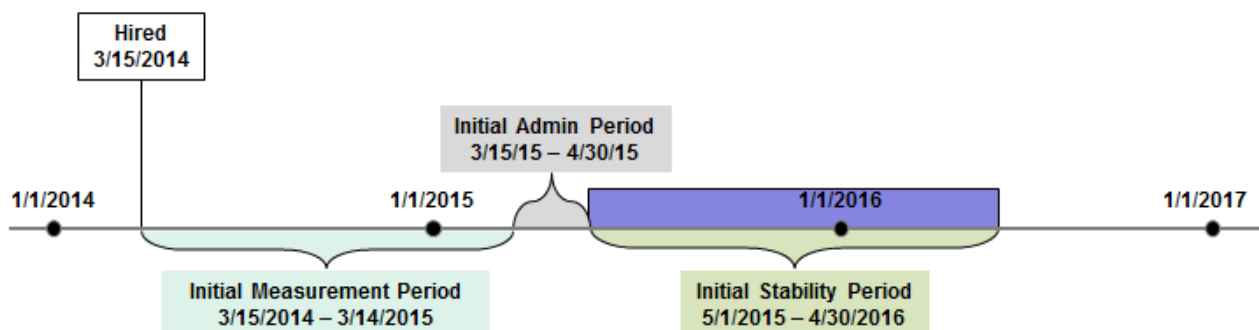 Hired
3/15/2014
Initial Admin Period
3/15/15 – 4/30/15
1/1/2014
1/1/2015
1/1/2016
1/1/2017
Initial Measurement Period
3/15/2014 – 3/14/2015
Initial Stability Period
5/1/2015 – 4/30/2016